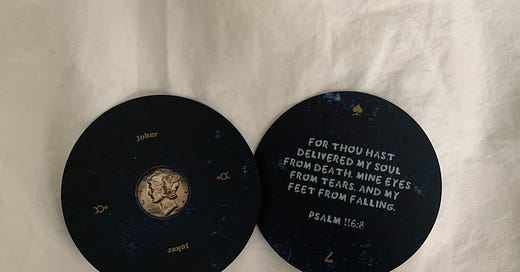 Joker
Joker
FOR THOU HAST
DELIVERED MY SOUL
FROM DEATH, MINE EYES
FROM TEARS, AND MY
FEET FROM FALLING.
PSALM 116:8
7